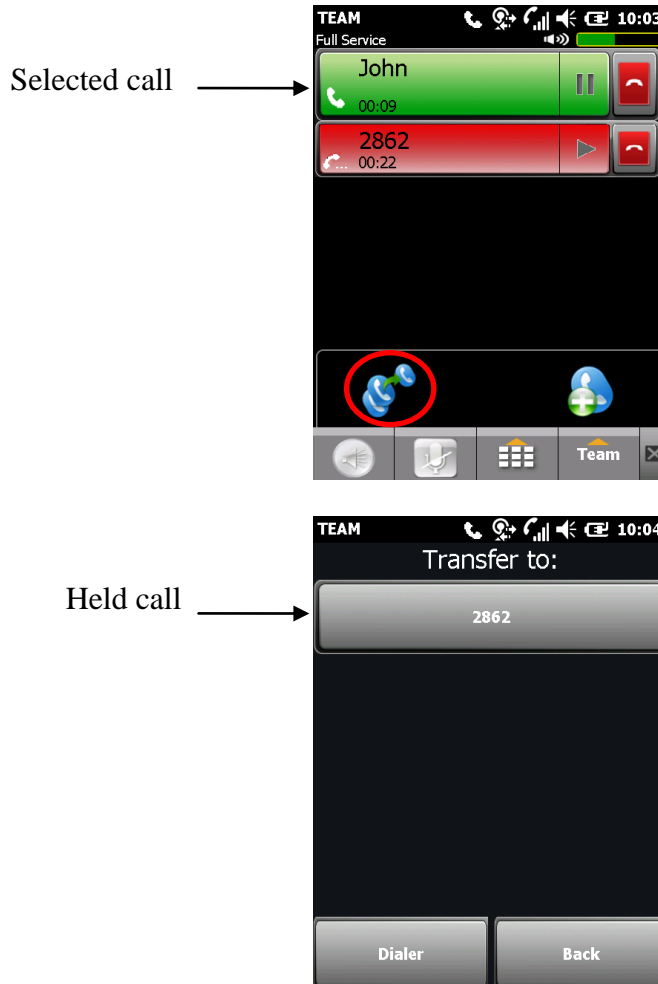 TEAM 10:03
Full Service
Selected call
John
00:09
2862
00:22
Team
TEAM 10:04
Transfer to:
Held call
2862
Dialer Back